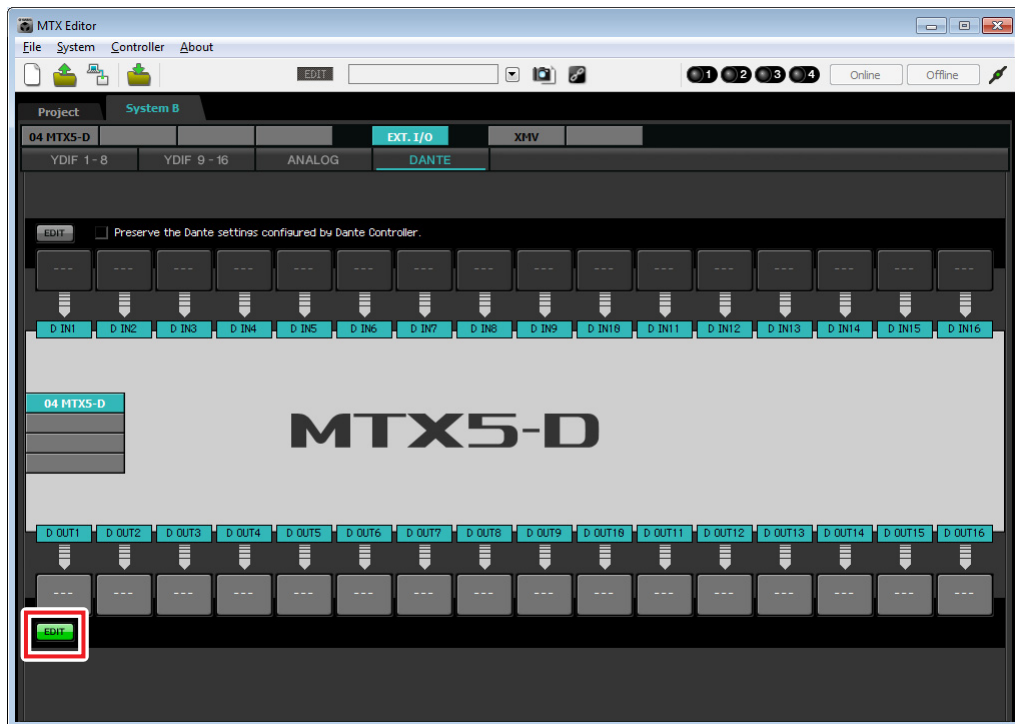 MTX Editor
File System Controller About
EDIT 1 2 3 4 Online Offline
Project System B
04 MTX5-D EXT. I/O XMV
YDIF 1 - 8 YDIF 9 - 16 ANALOG DANTE
EDIT Preserve the Dante settings configured by Dante Controller.
--- --- --- --- --- --- --- --- --- --- --- --- --- --- --- ---
D IN1 D IN2 D IN3 D IN4 D IN5 D IN6 D IN7 D IN8 D IN9 D IN10 D IN11 D IN12 D IN13 D IN14 D IN15 D IN16
04 MTX5-D
MTX5-D
D OUT1 D OUT2 D OUT3 D OUT4 D OUT5 D OUT6 D OUT7 D OUT8 D OUT9 D OUT10 D OUT11 D OUT12 D OUT13 D OUT14 D OUT15 D OUT16
--- --- --- --- --- --- --- --- --- --- --- --- --- --- --- ---
EDIT